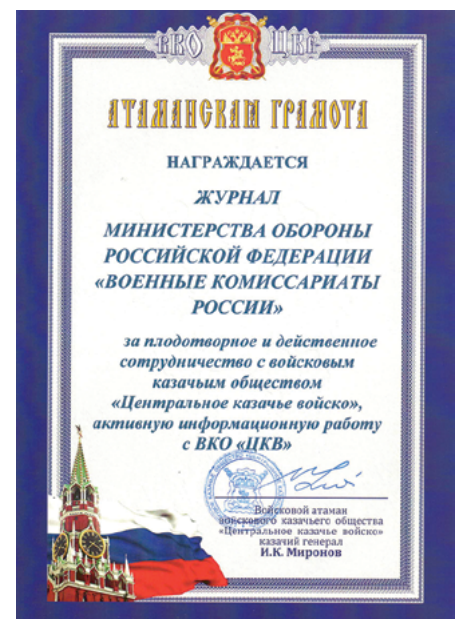 ВКО ЦКВ
АТАМАНСКАЯ ГРАМОТА
НАГРАЖДАЕТСЯ
ЖУРНАЛ
МИНИСТЕРСТВА ОБОРОНЫ
РОССИЙСКОЙ ФЕДЕРАЦИИ
«ВОЕННЫЕ КОМИССАРИАТЫ
РОССИИ»
за плодотворное и действенное
сотрудничество с войсковым
казачьим обществом
«Центральное казачье войско»,
активную информационную работу
с ВКО «ЦКВ»
Войсковой атаман
войскового казачьего общества
«Центральное казачье войско»
казачий генерал
И.К. Миронов